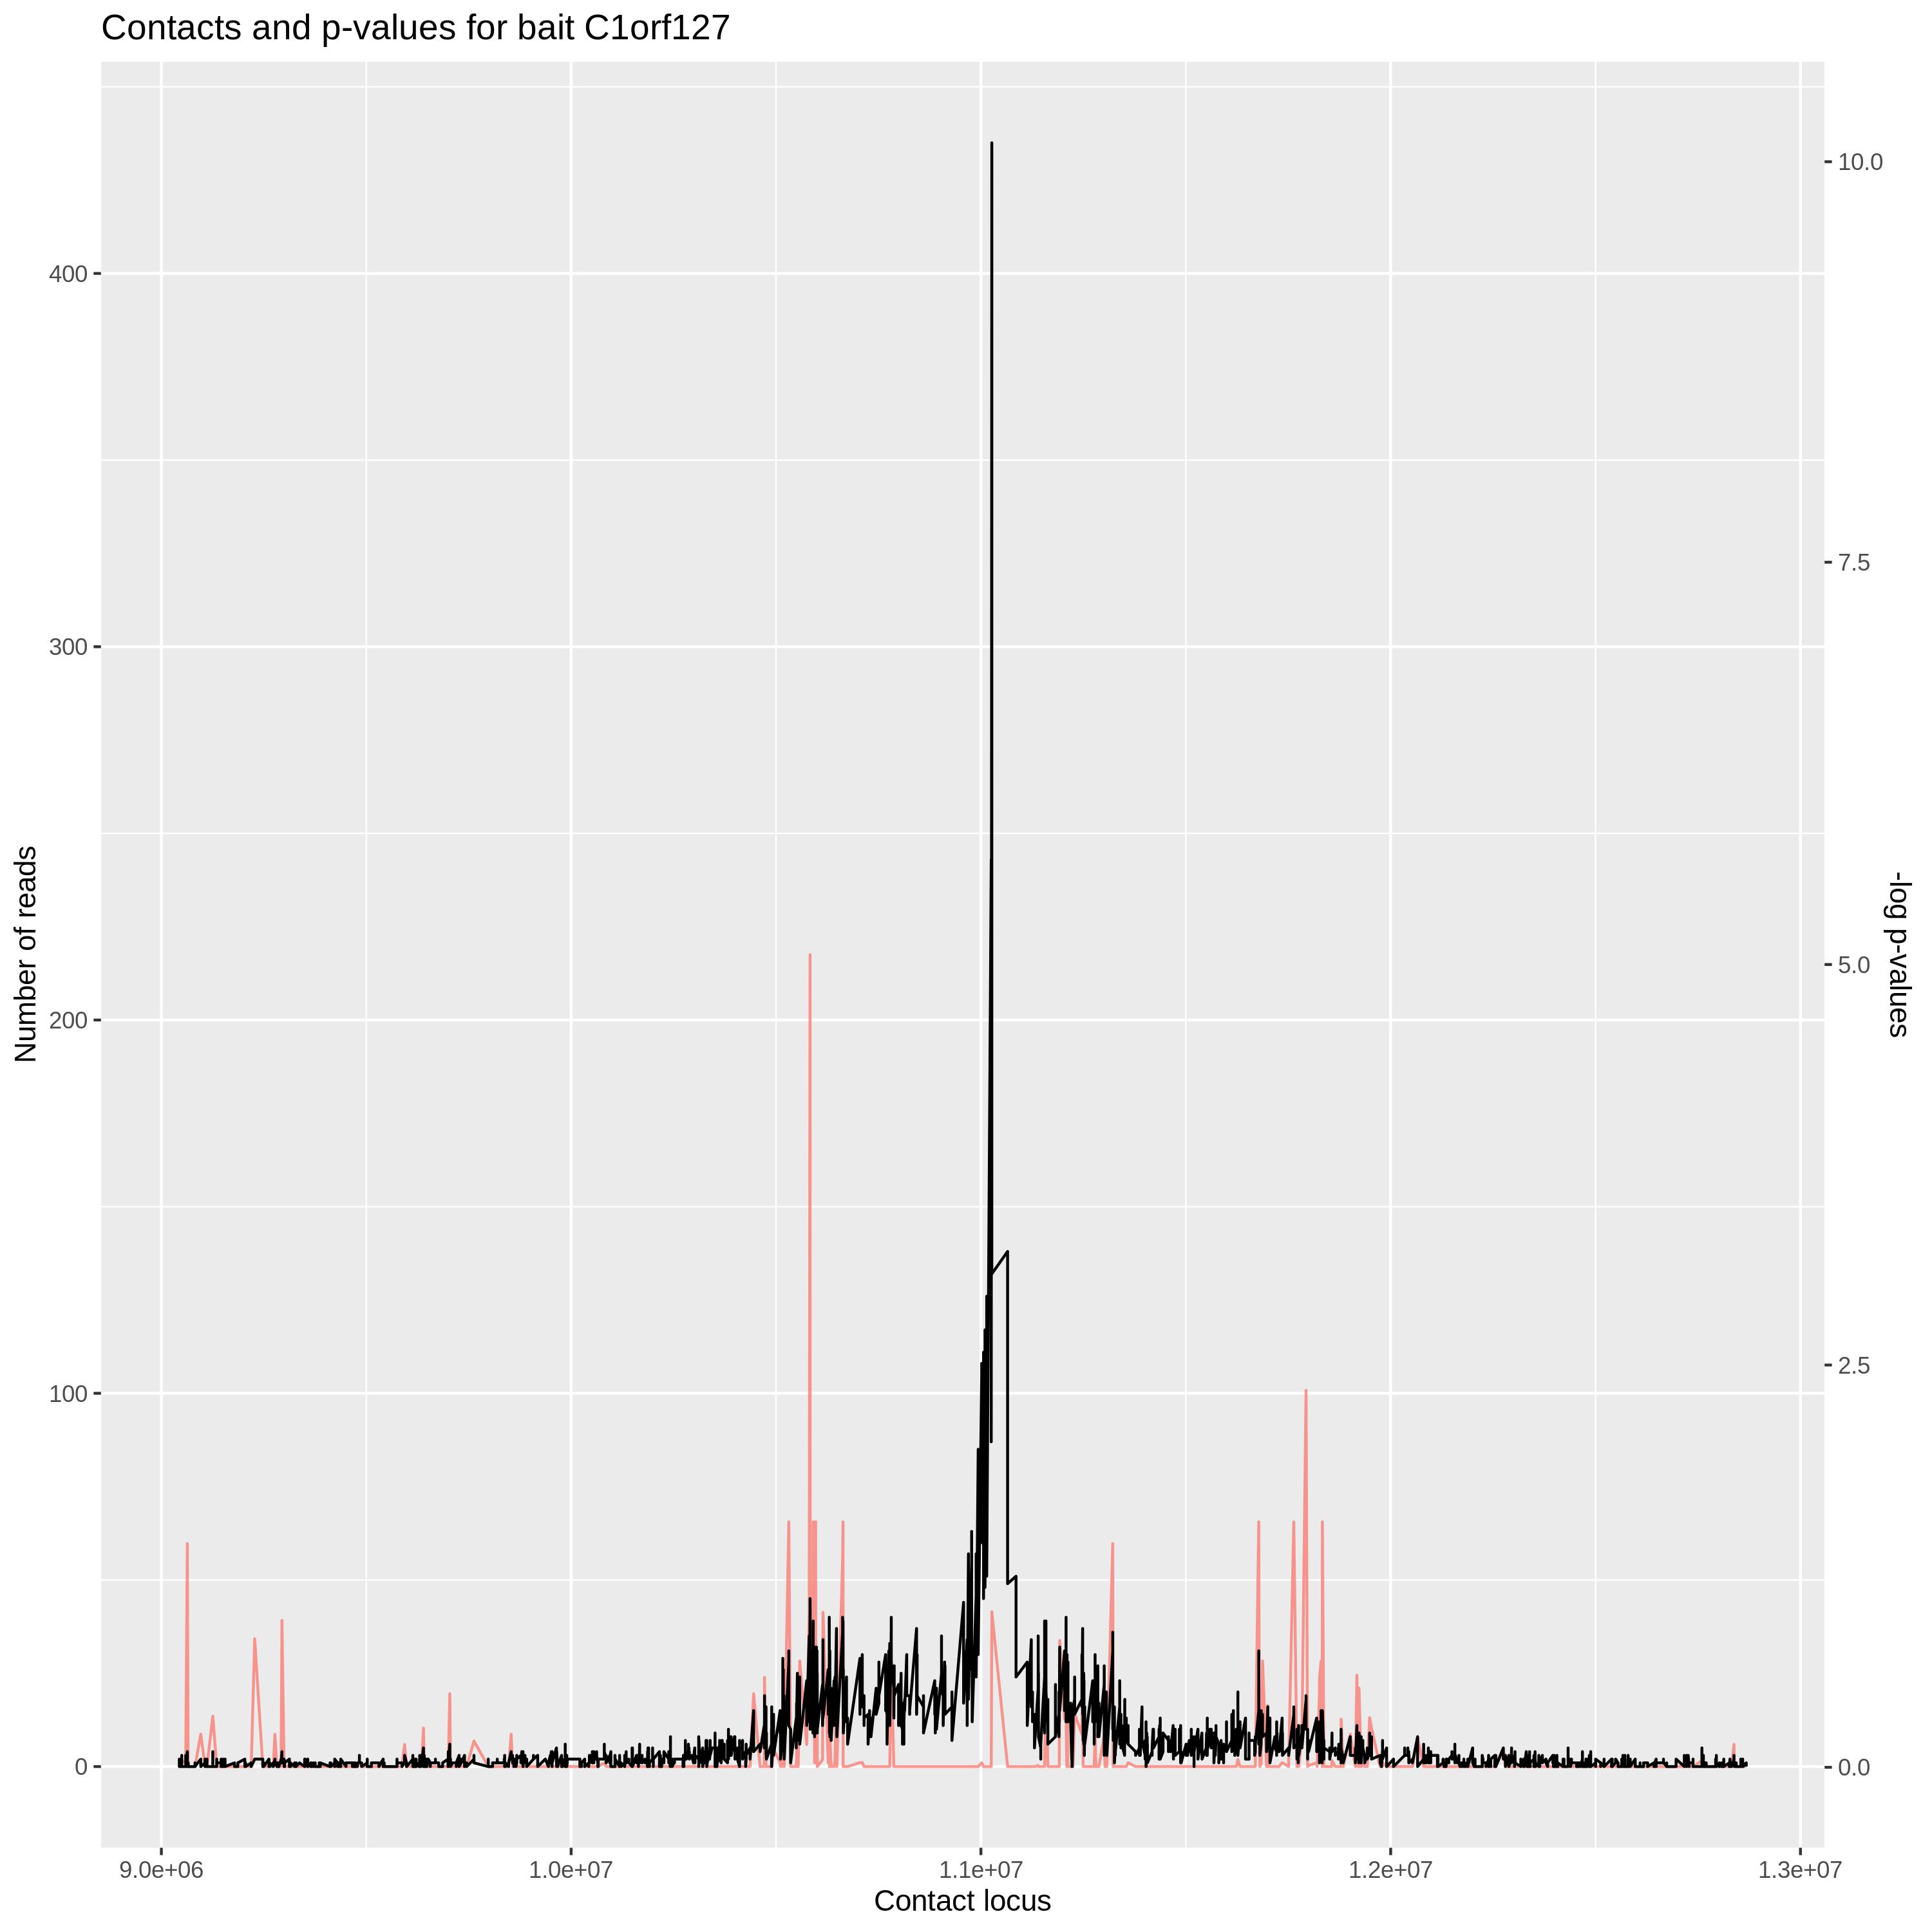 Contacts and p-values for bait C1orf127
Number of reads
400
300
200
100
0
10.0
7.5
5.0
2.5
0.0
-log p-values
9.0e+06
1.0e+07
1.1e+07
1.2e+07
1.3e+07
Contact locus